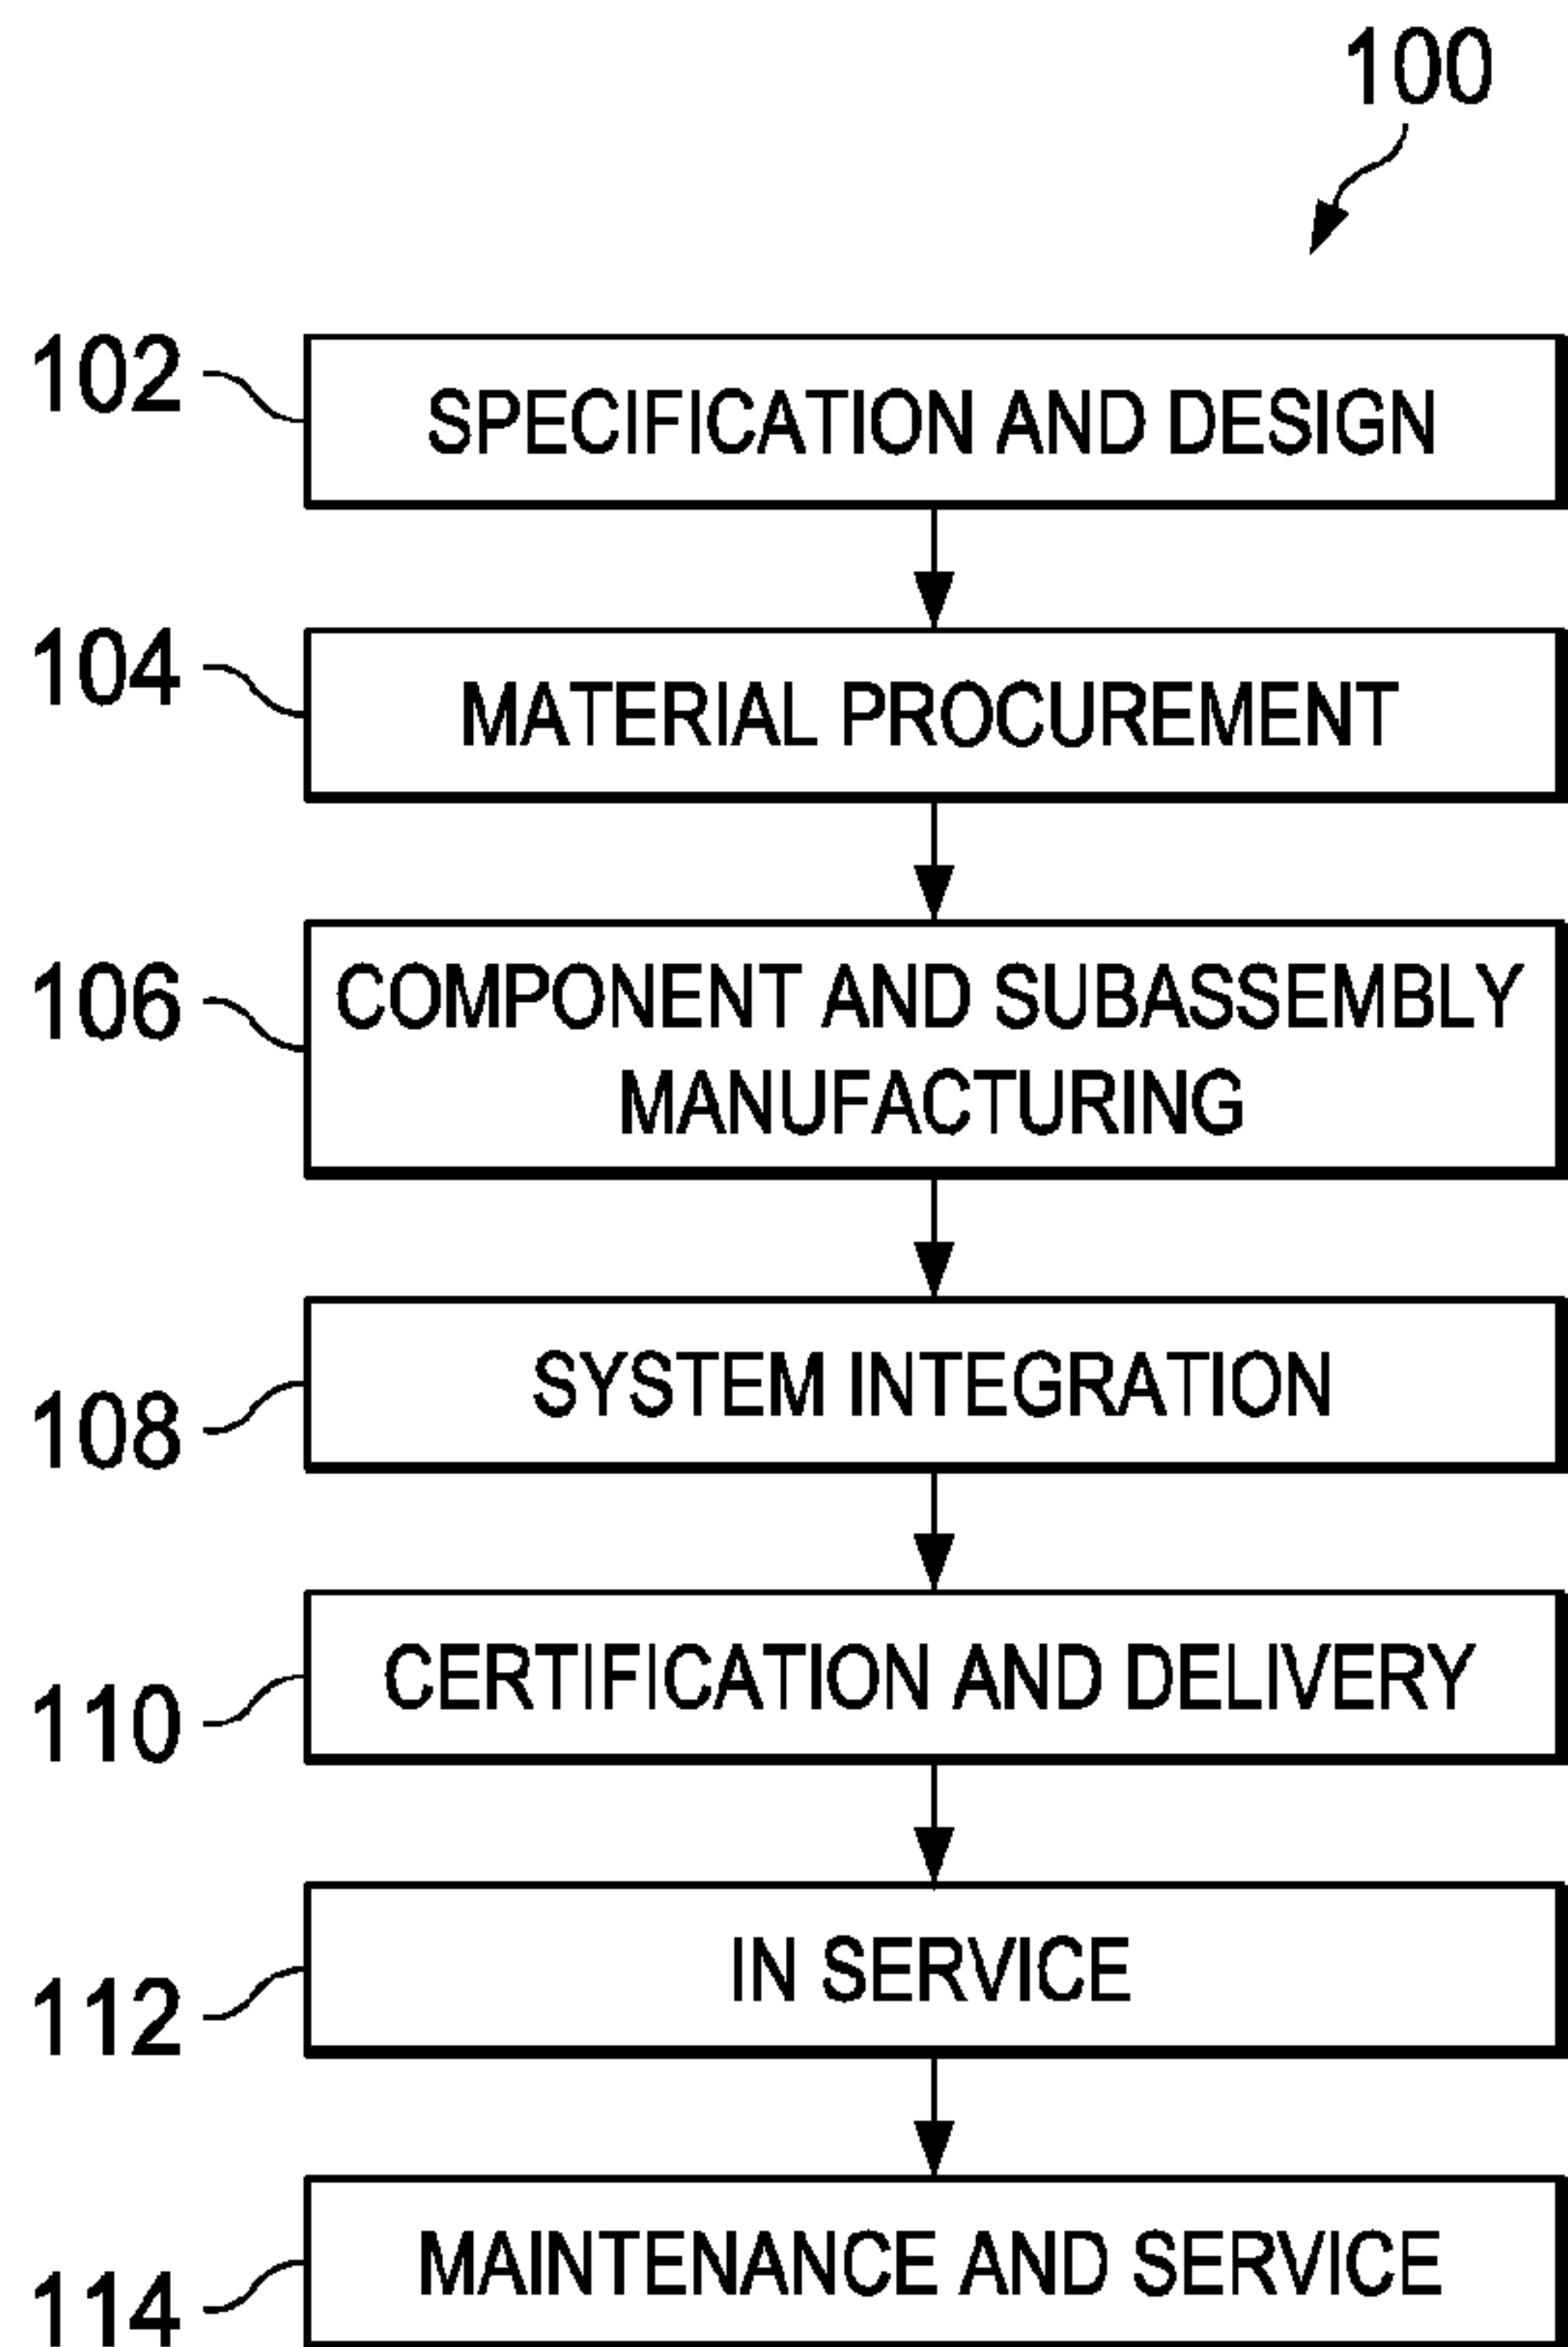 100
102
SPECIFICATION AND DESIGN
104
MATERIAL PROCUREMENT
106
COMPONENT AND SUBASSEMBLY
MANUFACTURING
108
SYSTEM INTEGRATION
110
CERTIFICATION AND DELIVERY
112
IN SERVICE
114
MAINTENANCE AND SERVICE